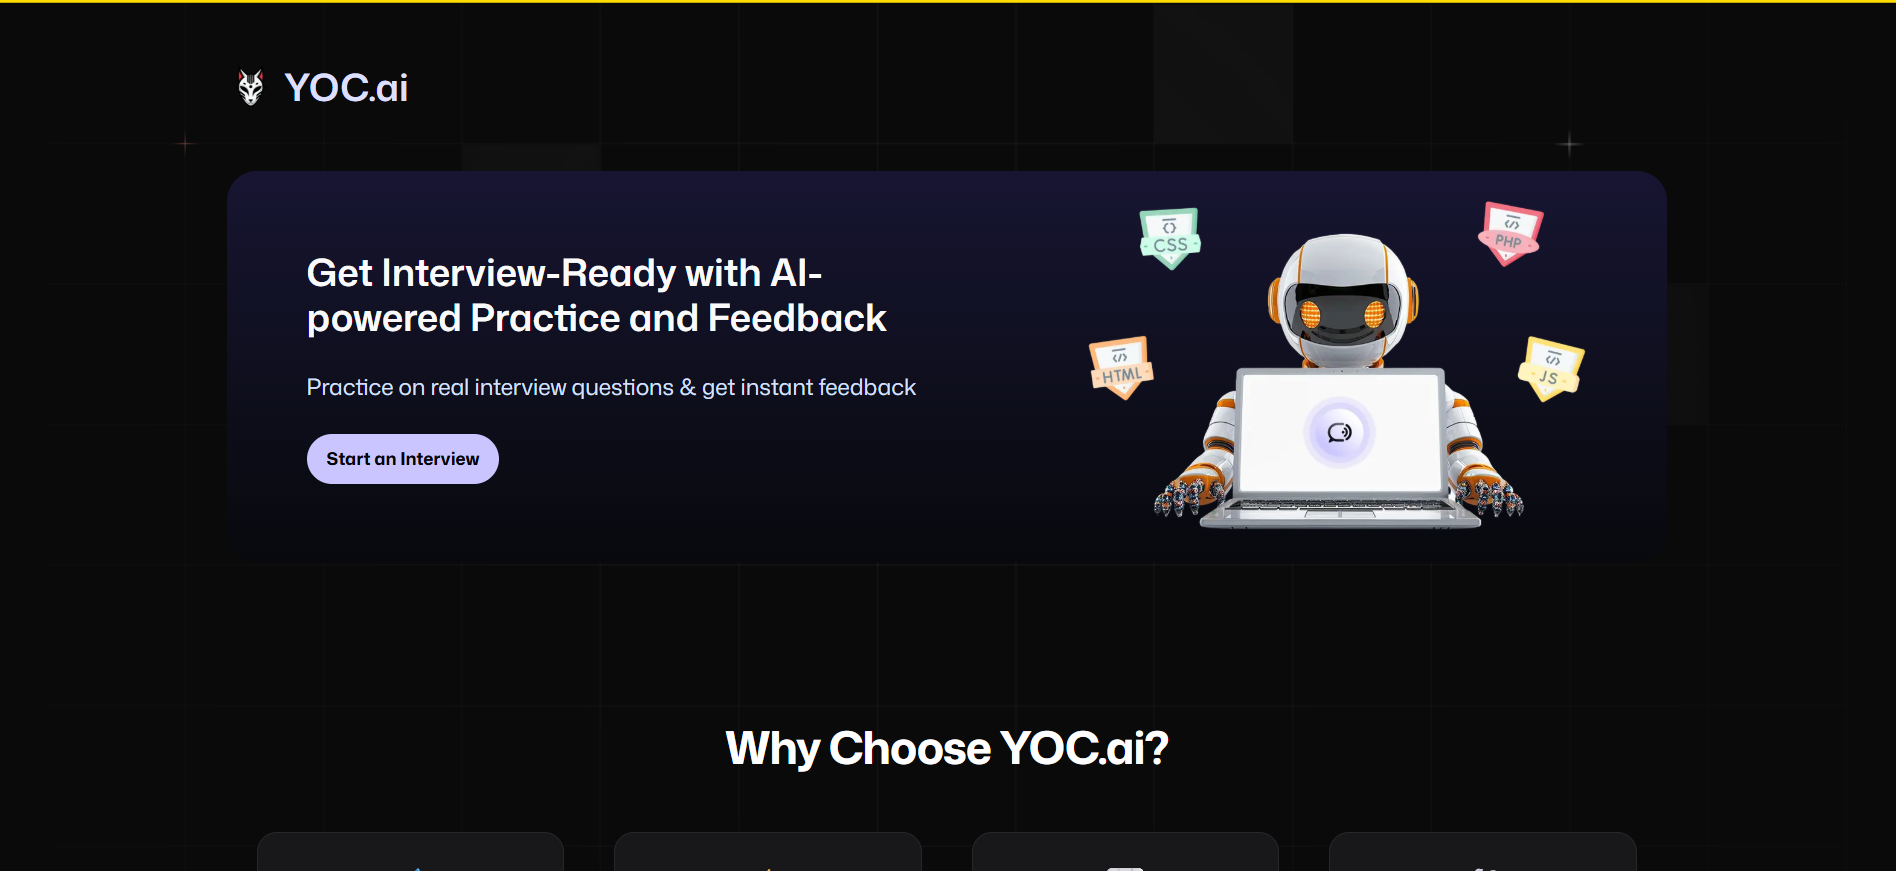 YOC.ai
Get Interview-Ready with AI-
powered Practice and Feedback
Practice on real interview questions & get instant feedback
Start an Interview
CSS
PHP
HTML
JS
Why Choose YOC.ai?